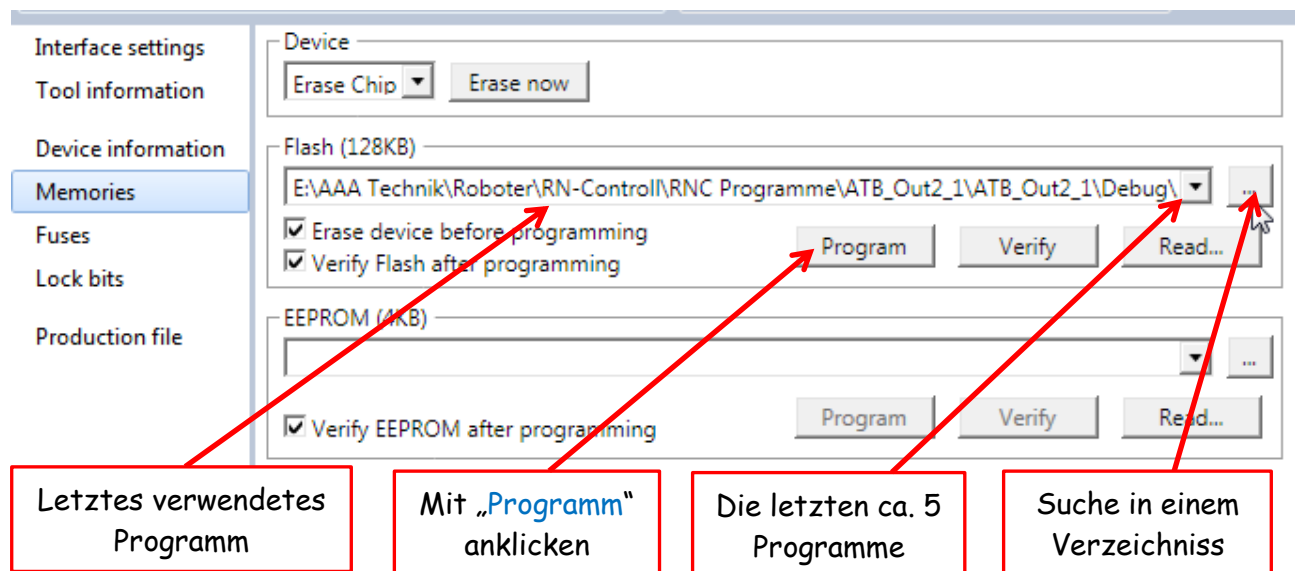 Interface settings
Tool information
Device information
Memories
Fuses
Lock bits
Production file
Device
Erase Chip
Erase now
Flash (128KB)
E:\AAA Technik\Roboter\RN-Controll\RNC Programme\ATB_Out2_1\ATB_Out2_1\Debug\
...
Erase device before programming
Verify Flash after programming
Program
Verify
Read...
EEPROM (4KB)
...
Verify EEPROM after programming
Program
Verify
Read...
Letztes verwendetes
Programm
Mit „Programm“
anklicken
Die letzten ca. 5
Programme
Suche in einem
Verzeichniss